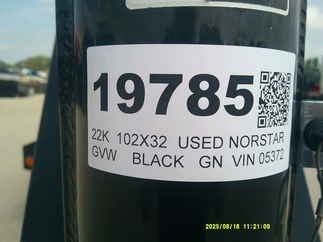 19785
22K 102X32 USED NORSTAR
GVW BLACK GN VIN 05372
2025/08/18 11:21:09